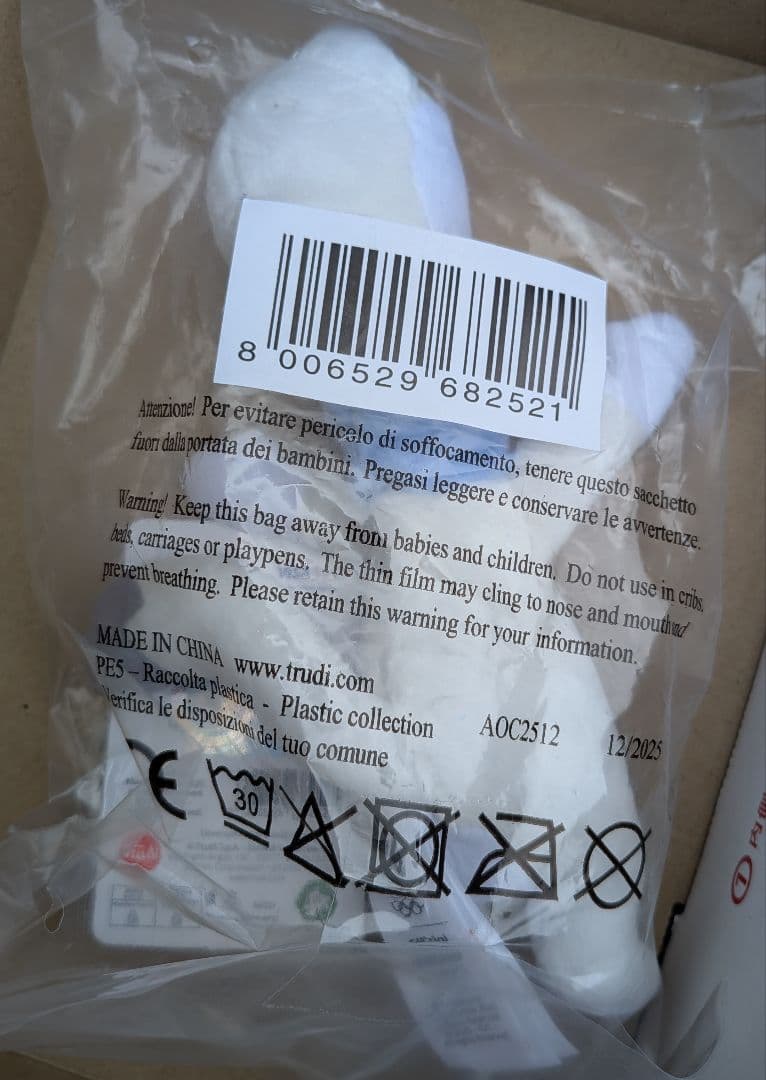 8 006529 682521
Attenzione! Per evitare pericolo di soffocamento, tenere questo sacchetto
fuori dalla portata dei bambini. Pregasi leggere e conservare le avvertenze.
Warning! Keep this bag away from babies and children. Do not use in cribs,
beds, carriages or playpens. The thin film may cling to nose and mouth and
prevent breathing. Please retain this warning for your information.
MADE IN CHINA www.trudi.com
PE5 – Raccolta plastica - Plastic collection AOC2512 12/2025
Verifica le disposizioni del tuo comune
CE
30